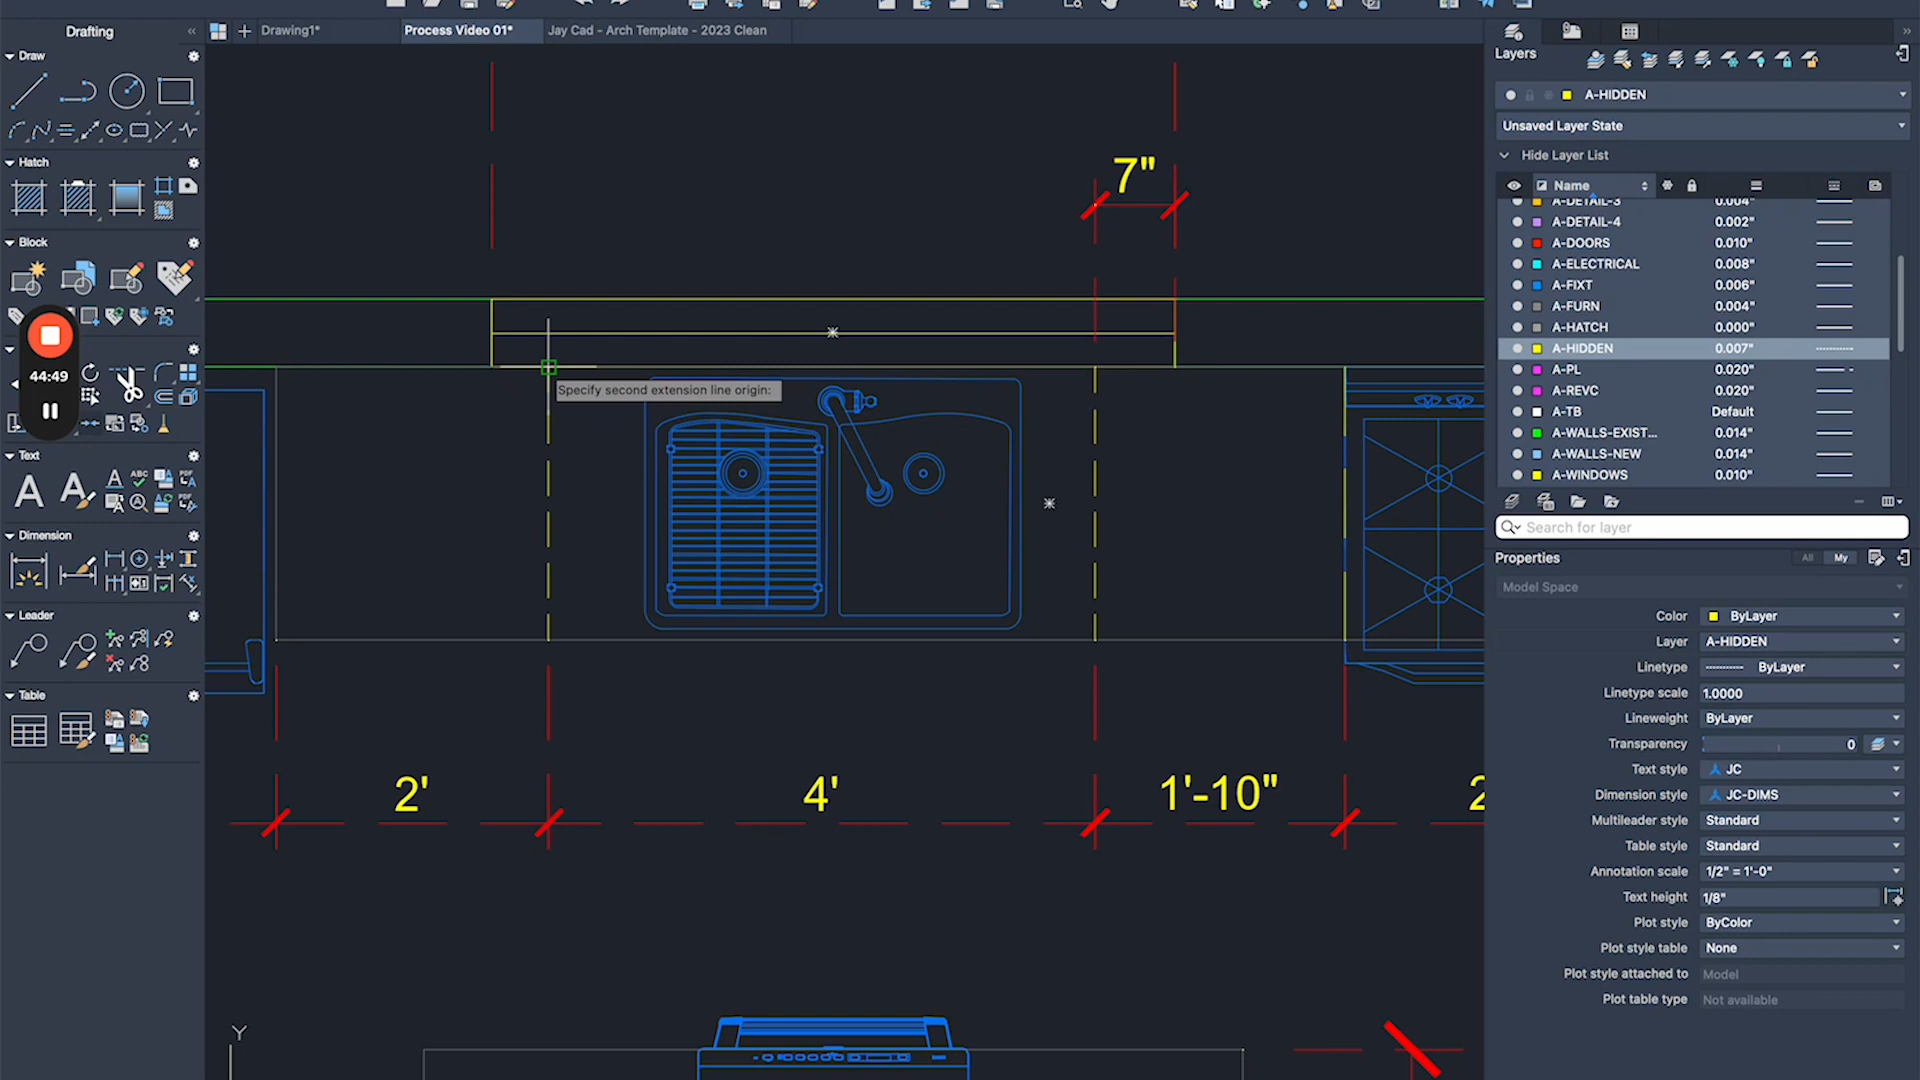 Drafting
Drawing1*
Process Video 01*
Jay Cad - Arch Template - 2023 Clean
Draw
Hatch
Block
44:49
Text
Dimension
Leader
Table
7"
Specify second extension line origin:
2'
4'
1'-10"
2
Y
Layers
A-HIDDEN
Unsaved Layer State
Hide Layer List
Name
A-DETAIL-3 0.004"
A-DETAIL-4 0.002"
A-DOORS 0.010"
A-ELECTRICAL 0.008"
A-FIXT 0.006"
A-FURN 0.004"
A-HATCH 0.000"
A-HIDDEN 0.007"
A-PL 0.020"
A-REVC 0.020"
A-TB Default
A-WALLS-EXIST... 0.014"
A-WALLS-NEW 0.014"
A-WINDOWS 0.010"
Search for layer
Properties All My
Model Space
Color ByLayer
Layer A-HIDDEN
Linetype ByLayer
Linetype scale 1.0000
Lineweight ByLayer
Transparency 0
Text style JC
Dimension style JC-DIMS
Multileader style Standard
Table style Standard
Annotation scale 1/2" = 1'-0"
Text height 1/8"
Plot style ByColor
Plot style table None
Plot style attached to Model
Plot table type Not available